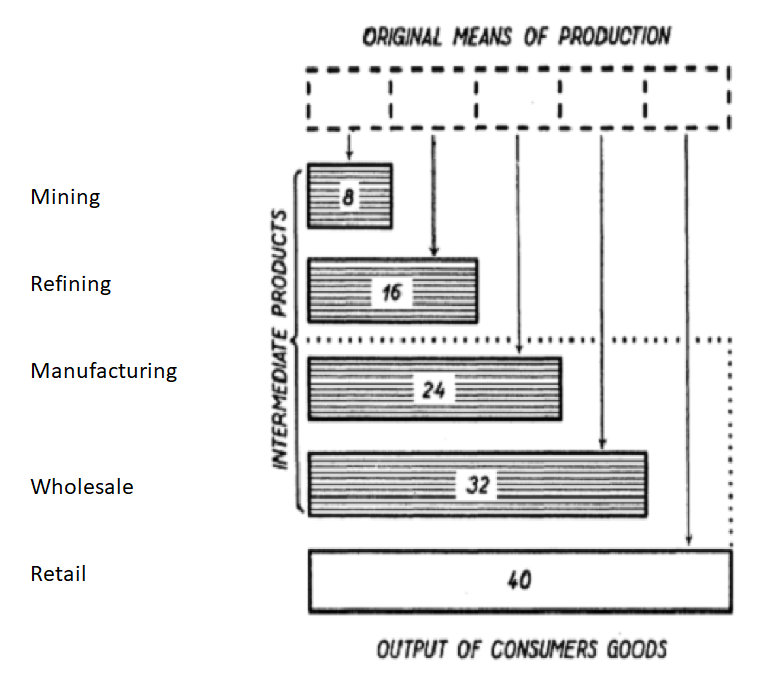 ORIGINAL MEANS OF PRODUCTION
Mining
8
Refining
16
INTERMEDIATE PRODUCTS
Manufacturing
24
Wholesale
32
Retail
40
OUTPUT OF CONSUMERS GOODS